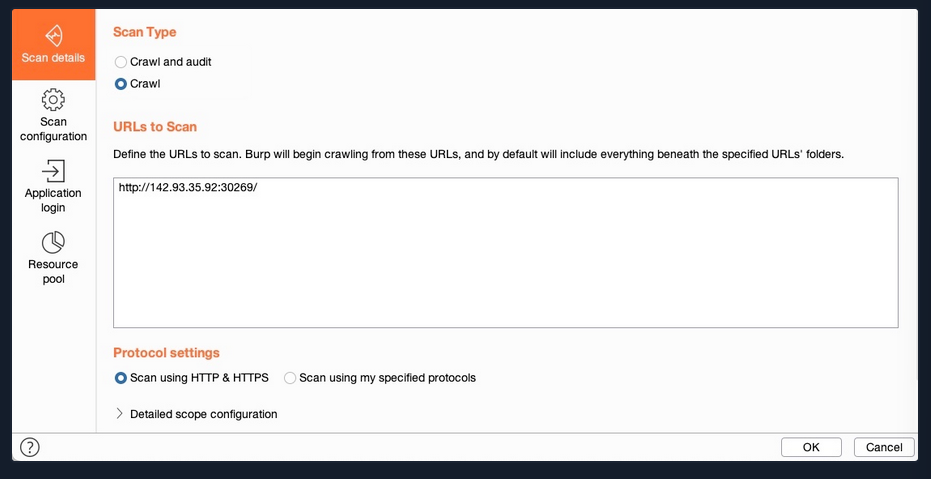 Scan details
Scan
configuration
Application
login
Resource
pool
Scan Type
Crawl and audit
Crawl
URLs to Scan
Define the URLs to scan. Burp will begin crawling from these URLs, and by default will include everything beneath the specified URLs' folders.
http://142.93.35.92:30269/
Protocol settings
Scan using HTTP & HTTPS Scan using my specified protocols
Detailed scope configuration
? OK Cancel